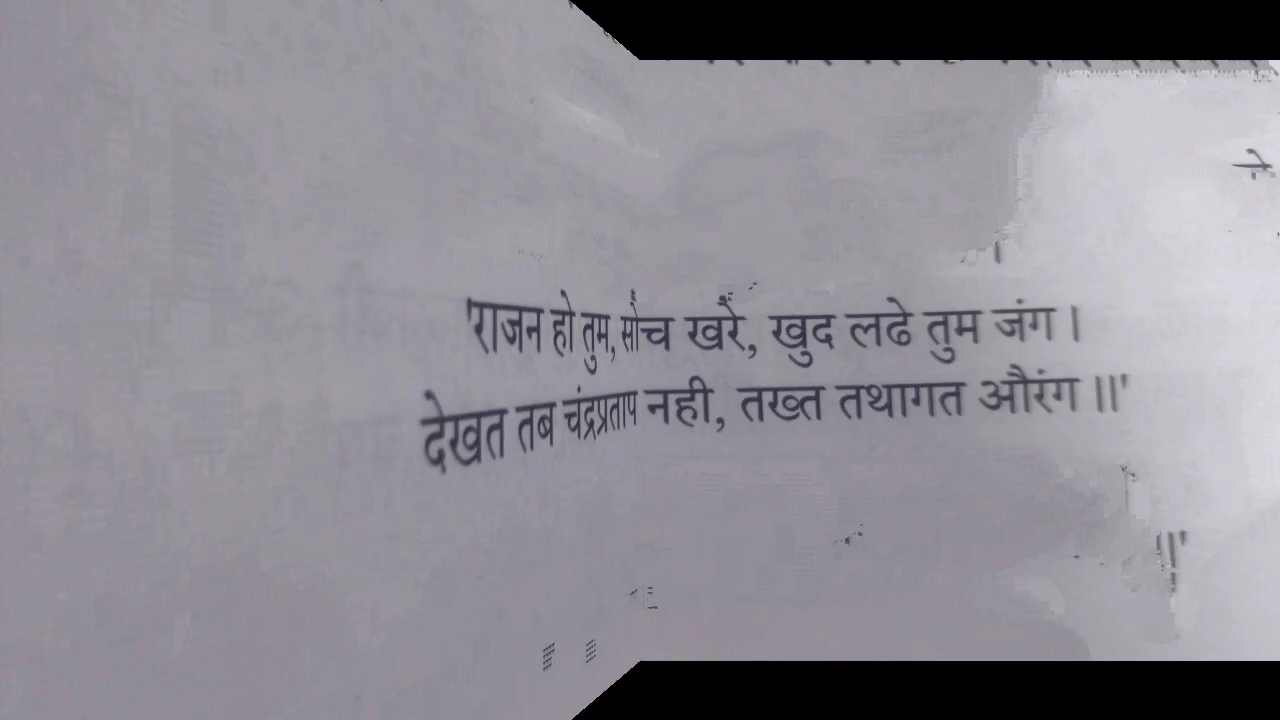 'राजन हो तुम, सांच खरे, खुद लढे तुम जंग ।
देखत तब चंद्रप्रताप नही, तख्त तथागत औरंग ॥'